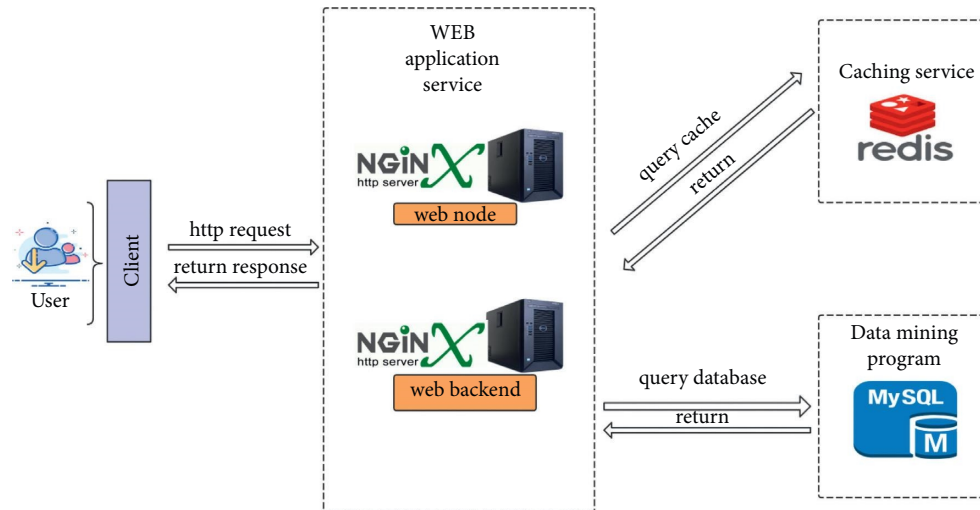 User
Client
http request
return response
WEB
application
service
NGiNX
http server
web node
NGiNX
http server
web backend
query cache
return
query database
return
Caching service
redis
Data mining
program
MySQL
M